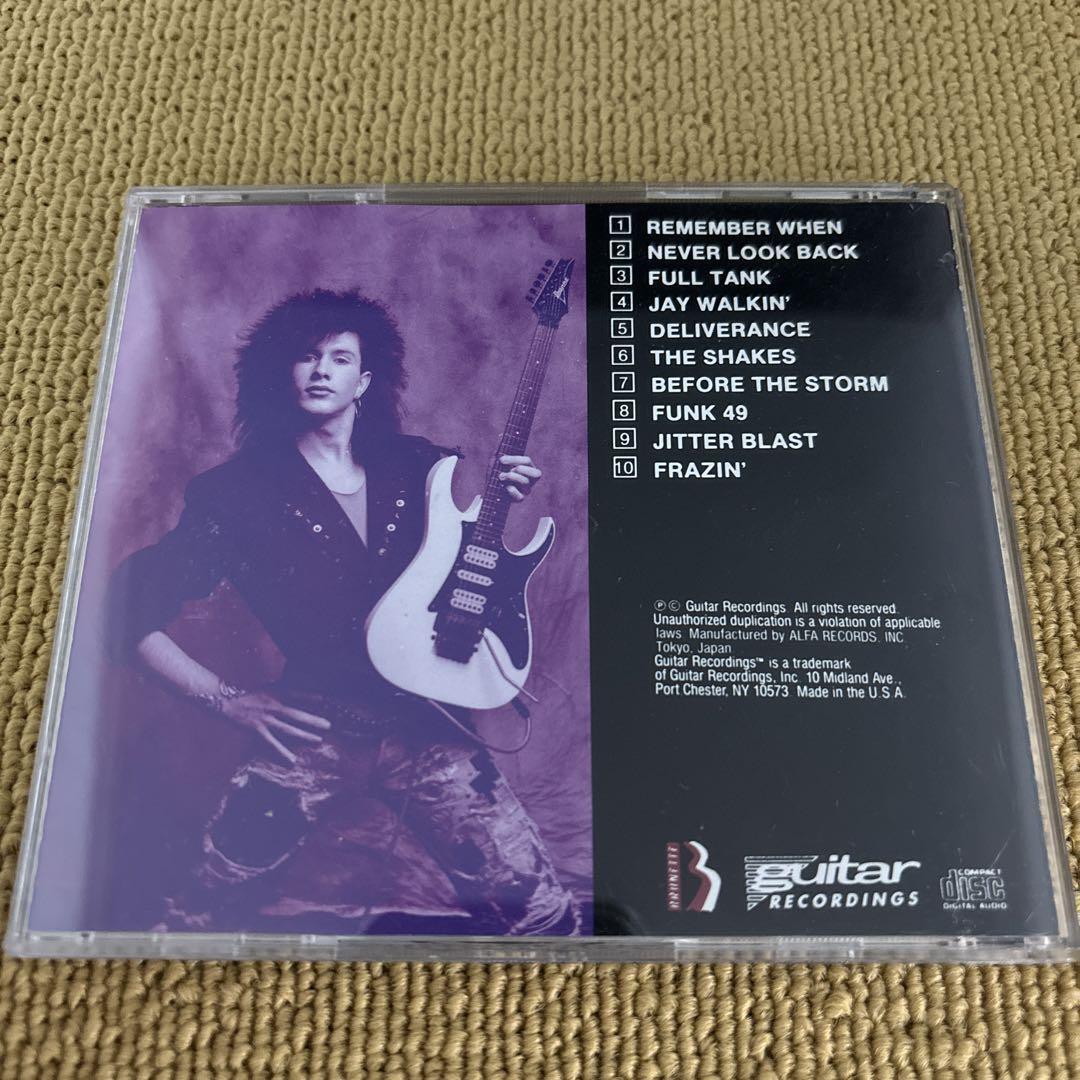 Ibanez
1 REMEMBER WHEN
2 NEVER LOOK BACK
3 FULL TANK
4 JAY WALKIN'
5 DELIVERANCE
6 THE SHAKES
7 BEFORE THE STORM
8 FUNK 49
9 JITTER BLAST
10 FRAZIN'
℗© Guitar Recordings. All rights reserved.
Unauthorized duplication is a violation of applicable
laws. Manufactured by ALFA RECORDS, INC.
Tokyo, Japan
Guitar Recordings™ is a trademark
of Guitar Recordings, Inc. 10 Midland Ave.,
Port Chester, NY 10573. Made in the U.S.A.
BRUNETTE
guitar
RECORDINGS
COMPACT
disc
DIGITAL AUDIO